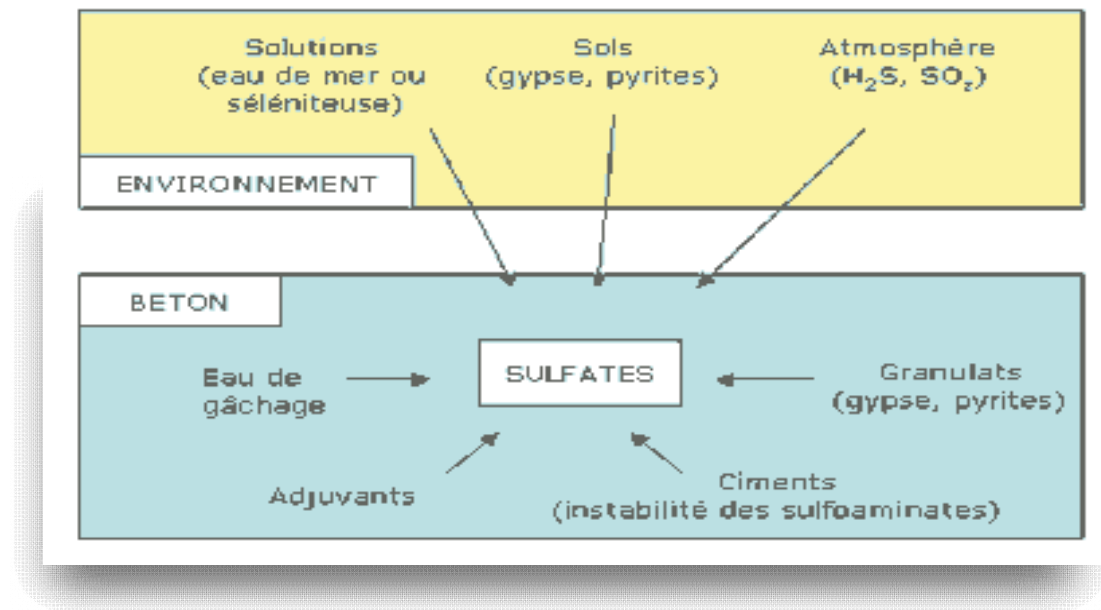 Solutions
(eau de mer ou
séléniteuse)
Sols
(gypse, pyrites)
Atmosphère
(H₂S, SO₂)
ENVIRONNEMENT
BETON
SULFATES
Eau de
gâchage
Granulats
(gypse, pyrites)
Adjuvants
Ciments
(instabilité des sulfoaminates)